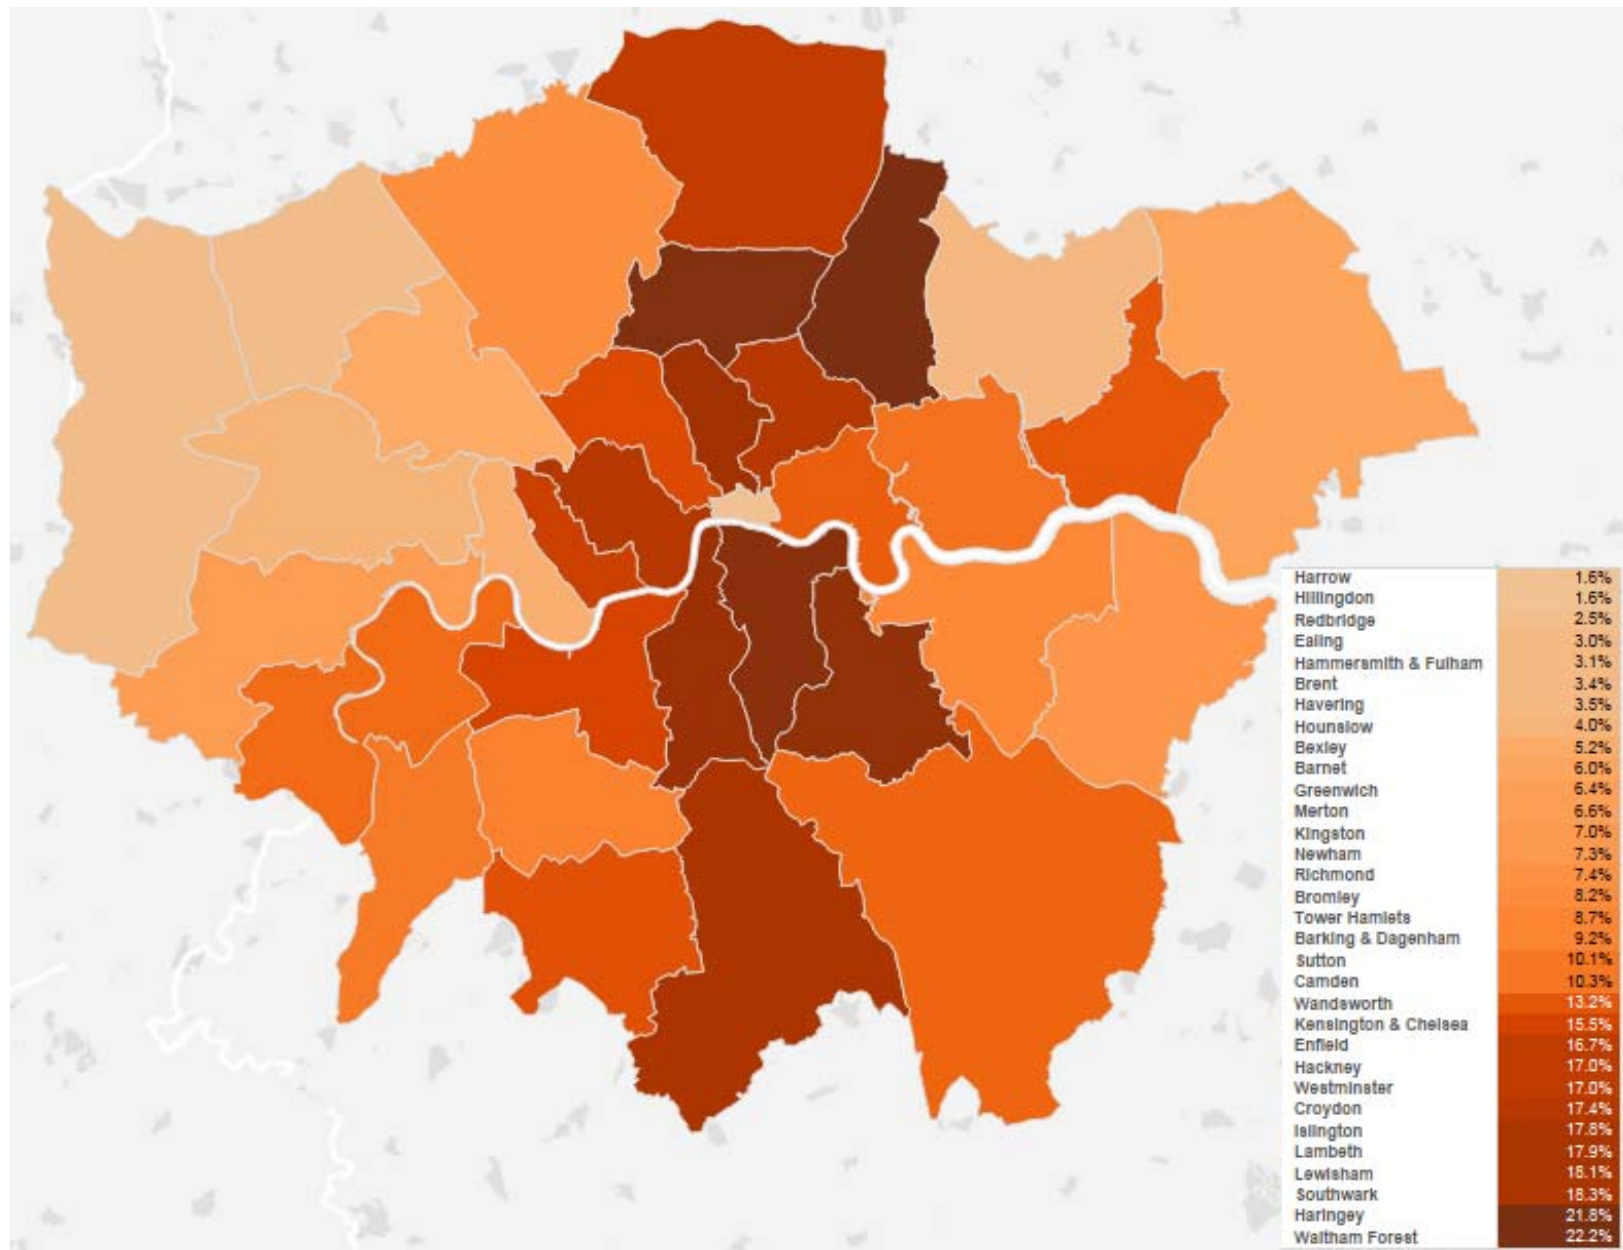 Harrow 1.6%
Hillingdon 1.6%
Redbridge 2.5%
Ealing 3.0%
Hammersmith & Fulham 3.1%
Brent 3.4%
Havering 3.5%
Hounslow 4.0%
Bexley 5.2%
Barnet 6.0%
Greenwich 6.4%
Merton 6.6%
Kingston 7.0%
Newham 7.3%
Richmond 7.4%
Bromley 8.2%
Tower Hamlets 8.7%
Barking & Dagenham 9.2%
Sutton 10.1%
Camden 10.3%
Wandsworth 13.2%
Kensington & Chelsea 15.5%
Enfield 16.7%
Hackney 17.0%
Westminster 17.0%
Croydon 17.4%
Islington 17.8%
Lambeth 17.9%
Lewisham 18.1%
Southwark 18.3%
Haringey 21.8%
Waltham Forest 22.2%